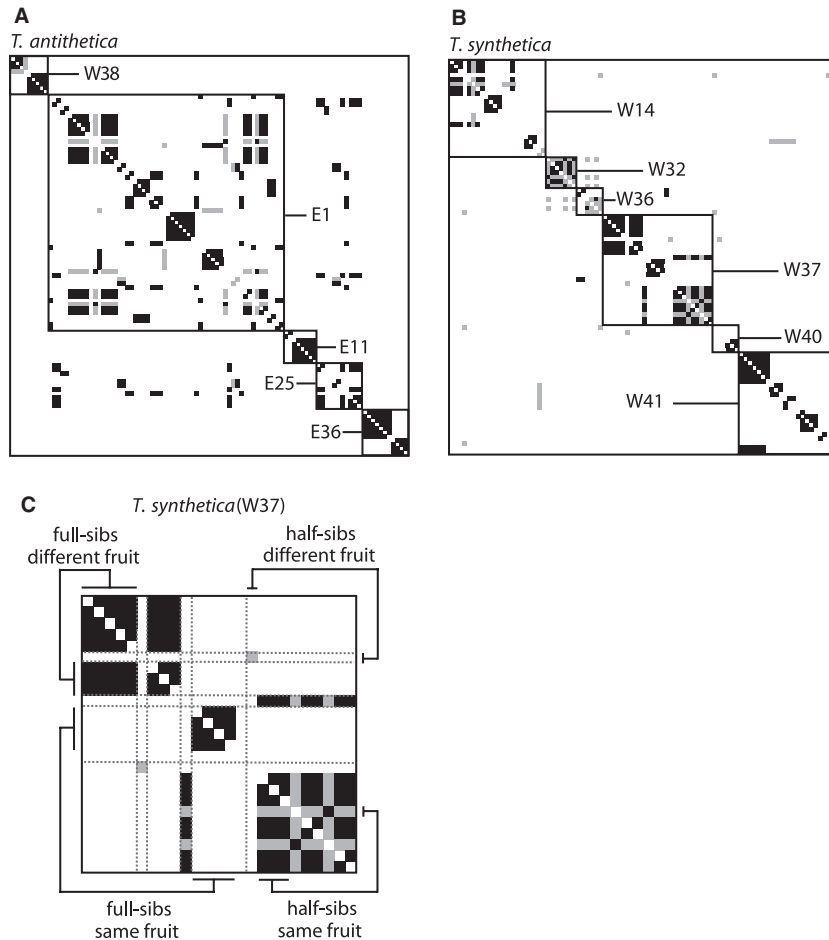 A
T. antithetica
W38
E1
E11
E25
E36
B
T. synthetica
W14
W32
W36
W37
W40
W41
C
T. synthetica (W37)
full-sibs
different fruit
half-sibs
different fruit
full-sibs
same fruit
half-sibs
same fruit